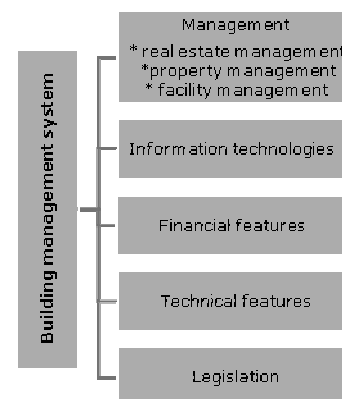 Building management system
Management
* real estate management
*property management
* facility management
Information technologies
Financial features
Technical features
Legislation